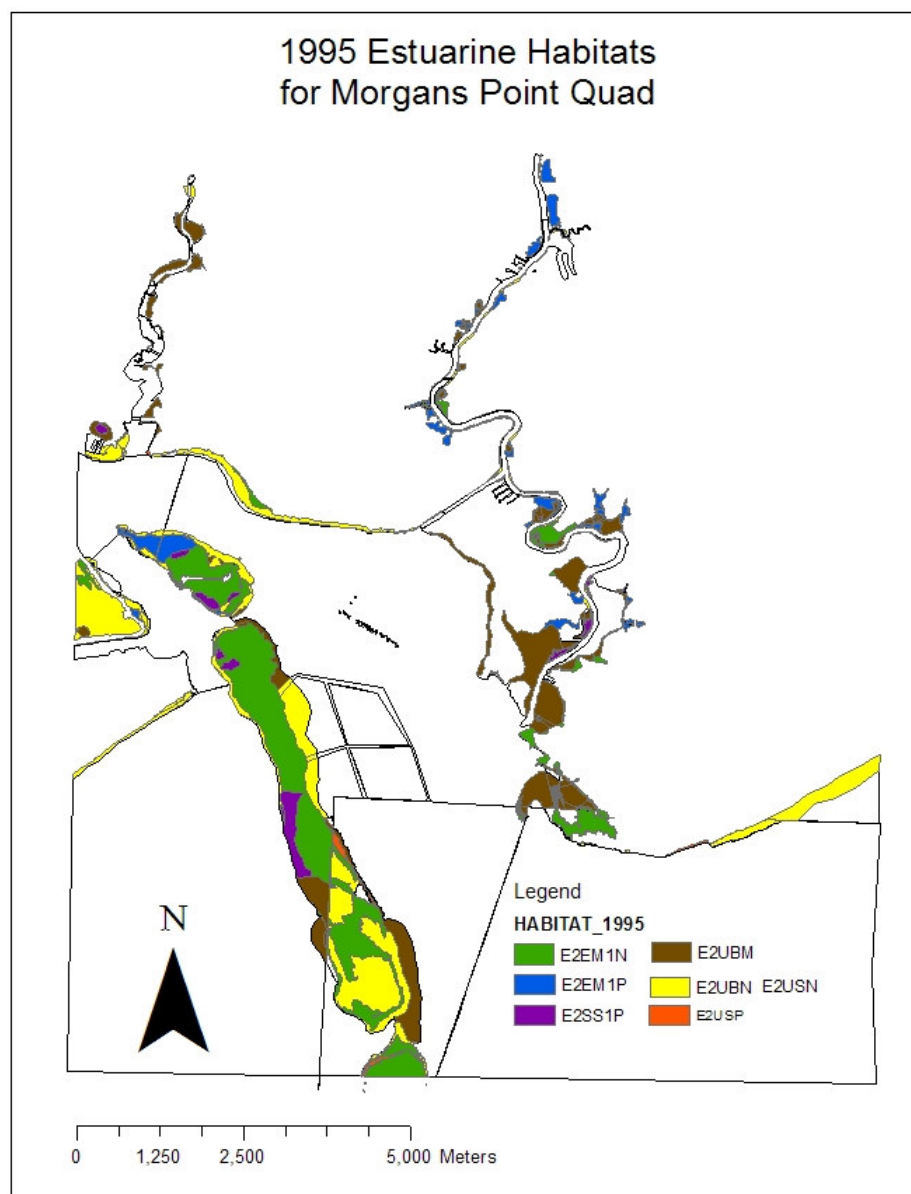 1995 Estuarine Habitats
for Morgans Point Quad
N
Legend
HABITAT_1995
E2EM1N E2UBM
E2EM1P E2UBN E2USN
E2SS1P E2USP
0 1,250 2,500 5,000 Meters